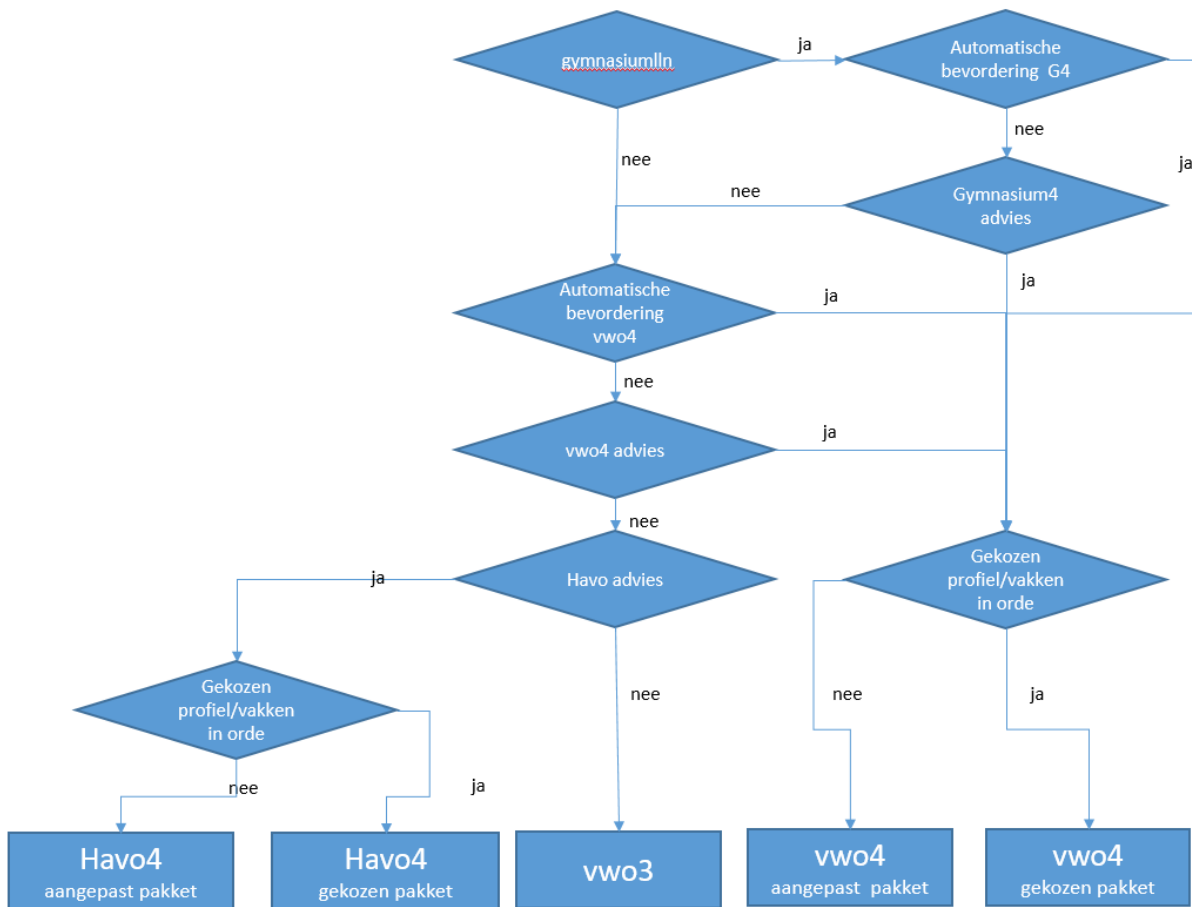 gymnasiumlln
ja
Automatische
bevordering G4
nee
nee
ja
nee
Gymnasium4
advies
ja
Automatische
bevordering
vwo4
ja
nee
vwo4 advies
ja
nee
Havo advies
ja
Gekozen
profiel/vakken
in orde
nee
nee
ja
Gekozen
profiel/vakken
in orde
nee
ja
Havo4
aangepast pakket
Havo4
gekozen pakket
vwo3
vwo4
aangepast pakket
vwo4
gekozen pakket